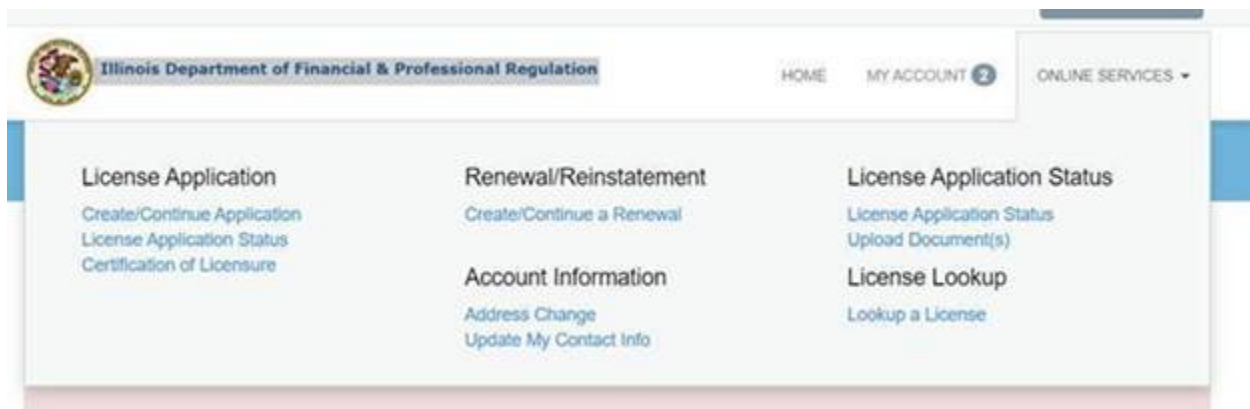 Illinois Department of Financial & Professional Regulation
HOME
MY ACCOUNT 2
ONLINE SERVICES
License Application
Create/Continue Application
License Application Status
Certification of Licensure
Renewal/Reinstatement
Create/Continue a Renewal
Account Information
Address Change
Update My Contact Info
License Application Status
License Application Status
Upload Document(s)
License Lookup
Lookup a License